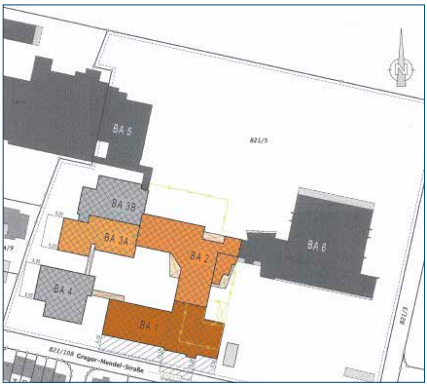 N
BA 5
821/5
BA 3B
BA 3A
BA 2
BA 6
BA 4
BA 1
821/3
821/108 Gregor-Mendel-Straße